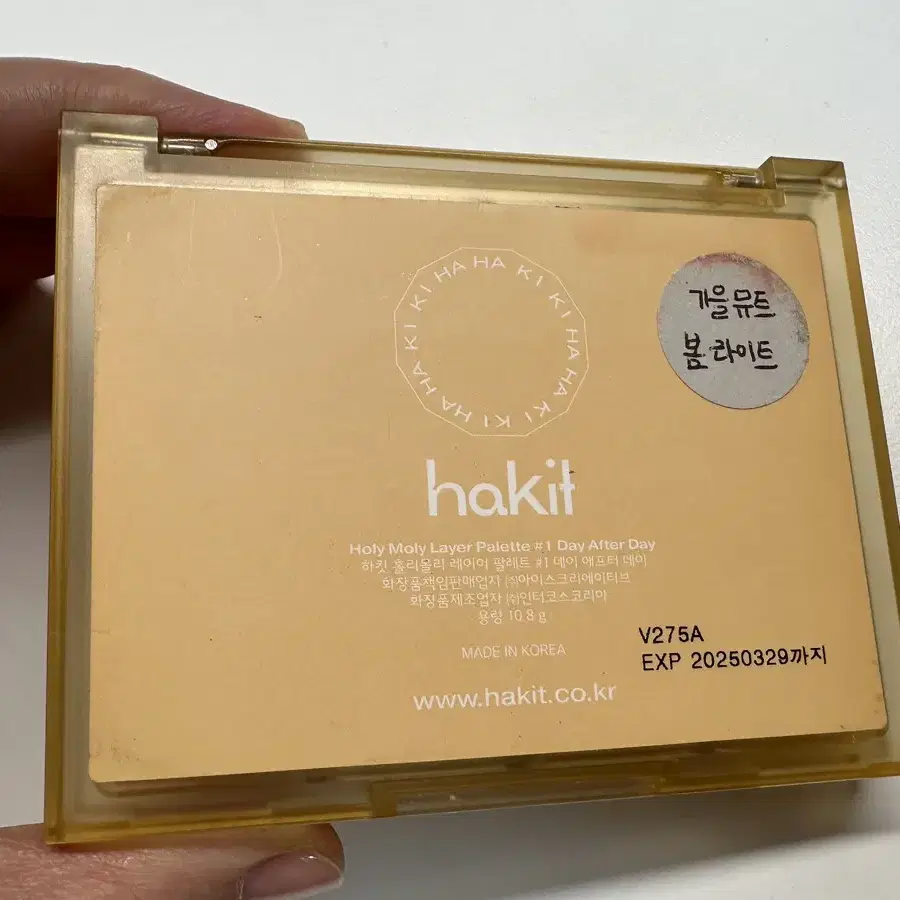 HA HA KI KI HA HA KI KI HA HA KI KI
가을 뮤트
봄 라이트
hakit
Holy Moly Layer Palette #1 Day After Day
하킷 홀리몰리 레이어 팔레트 #1 데이 애프터 데이
화장품책임판매업자 ㈜아이스크리에이티브
화장품제조업자 ㈜인터코스코리아
용량 10.8 g
MADE IN KOREA
V275A
EXP 20250329까지
www.hakit.co.kr